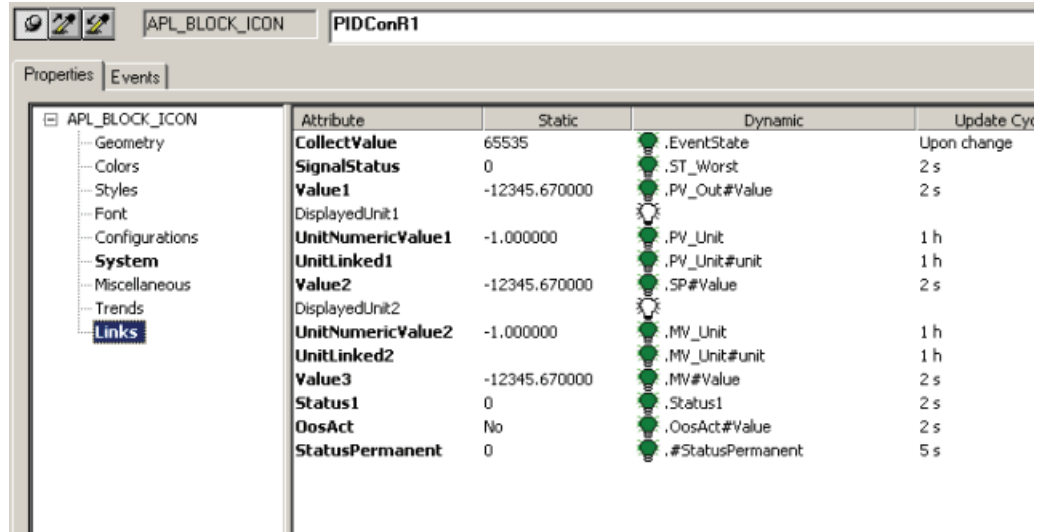 APL_BLOCK_ICON PIDConR1
Properties Events
APL_BLOCK_ICON
Geometry
Colors
Styles
Font
Configurations
System
Miscellaneous
Trends
Links
Attribute Static Dynamic Update Cyc
CollectValue 65535 .EventState Upon change
SignalStatus 0 .ST_Worst 2 s
Value1 -12345.670000 .PV_Out#Value 2 s
DisplayedUnit1
UnitNumericValue1 -1.000000 .PV_Unit 1 h
UnitLinked1 .PV_Unit#unit 1 h
Value2 -12345.670000 .SP#Value 2 s
DisplayedUnit2
UnitNumericValue2 -1.000000 .MV_Unit 1 h
UnitLinked2 .MV_Unit#unit 1 h
Value3 -12345.670000 .MV#Value 2 s
Status1 0 .Status1 2 s
OosAct No .OosAct#Value 2 s
StatusPermanent 0 .#StatusPermanent 5 s